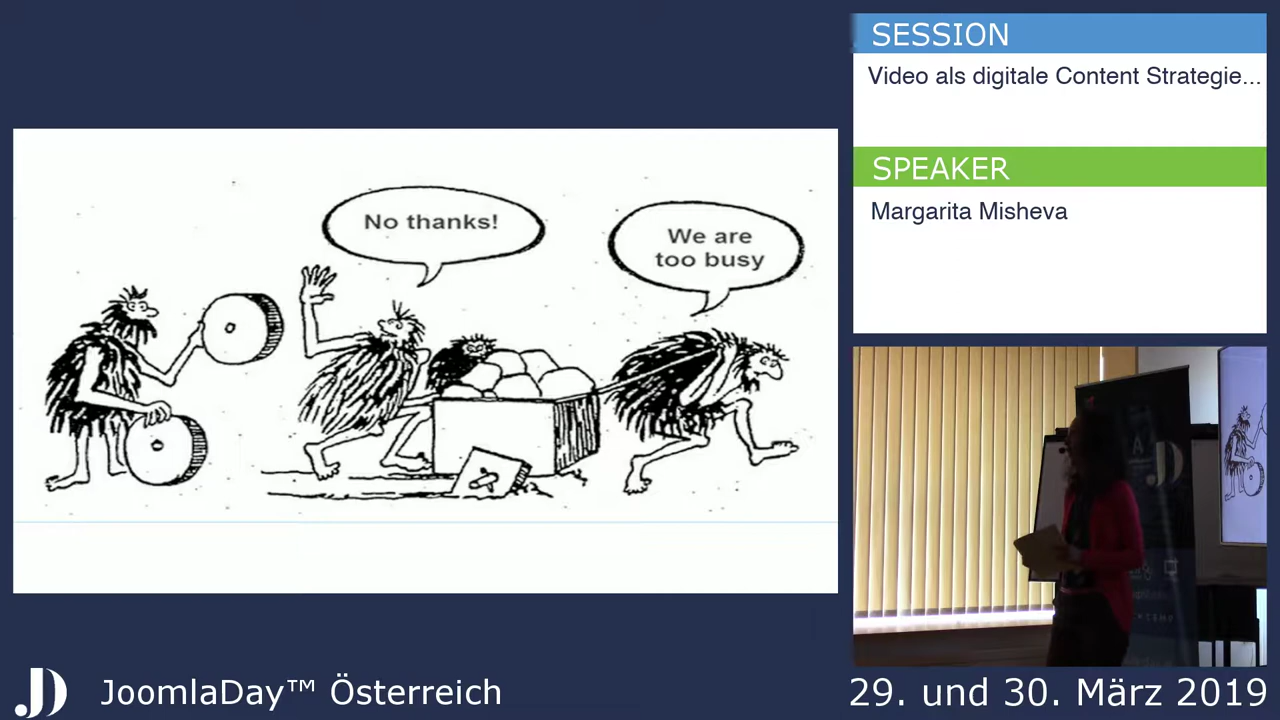 SESSION
Video als digitale Content Strategie...
SPEAKER
Margarita Misheva
No thanks!
We are
too busy
JoomlaDay™ Österreich
29. und 30. März 2019